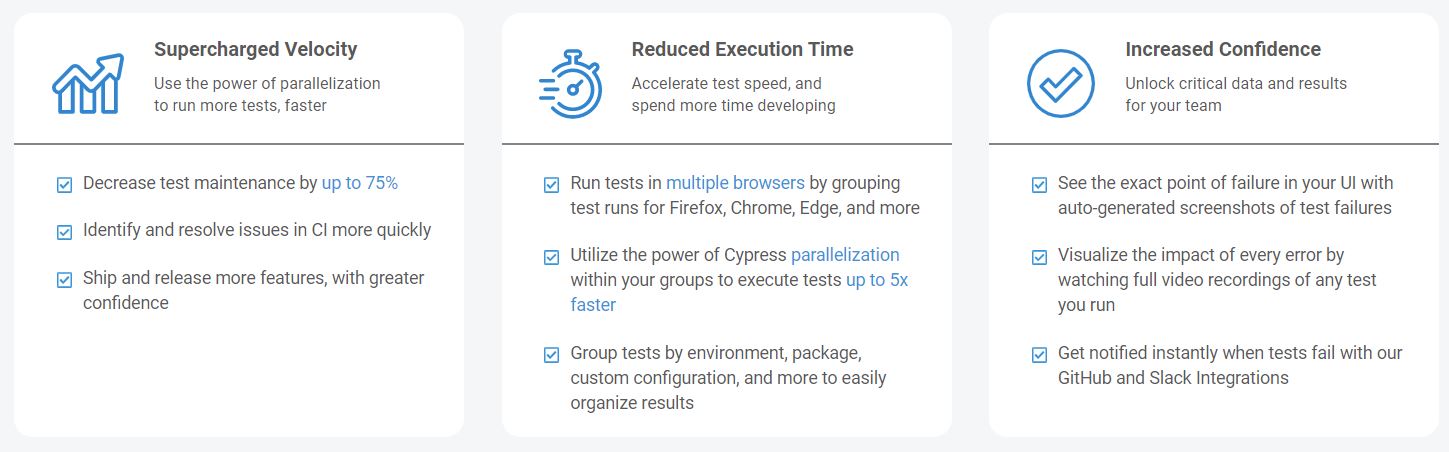 Supercharged Velocity
Use the power of parallelization
to run more tests, faster
Decrease test maintenance by up to 75%
Identify and resolve issues in CI more quickly
Ship and release more features, with greater
confidence
Reduced Execution Time
Accelerate test speed, and
spend more time developing
Run tests in multiple browsers by grouping
test runs for Firefox, Chrome, Edge, and more
Utilize the power of Cypress parallelization
within your groups to execute tests up to 5x
faster
Group tests by environment, package,
custom configuration, and more to easily
organize results
Increased Confidence
Unlock critical data and results
for your team
See the exact point of failure in your UI with
auto-generated screenshots of test failures
Visualize the impact of every error by
watching full video recordings of any test
you run
Get notified instantly when tests fail with our
GitHub and Slack Integrations